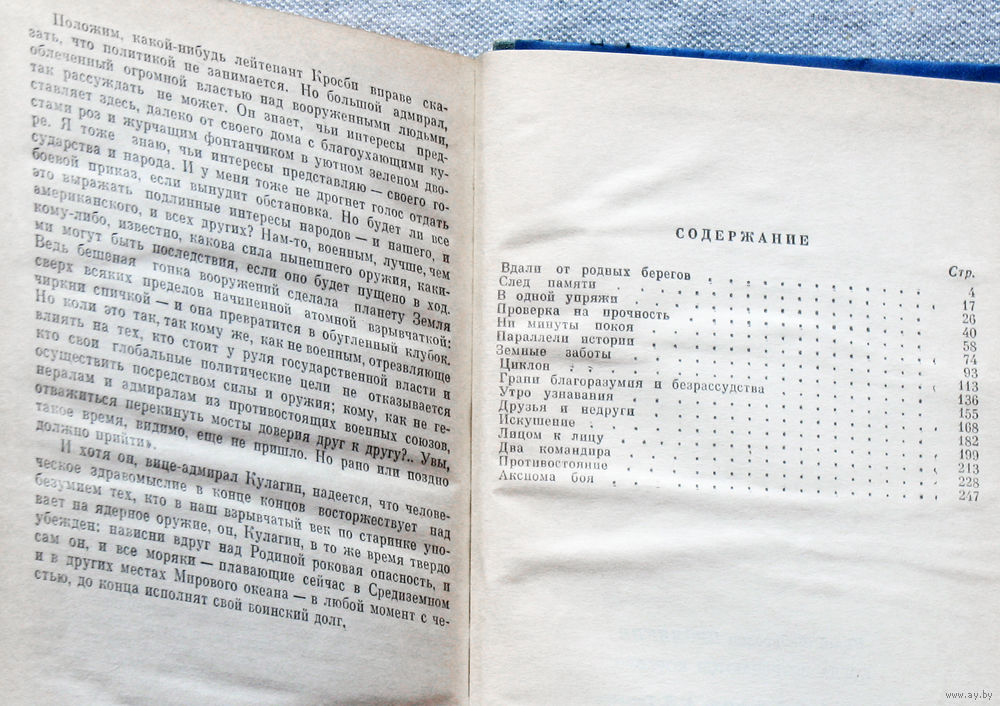 Положим, какой-нибудь лейтенант Кросби вправе ска-
зать, что политикой не занимается. Но большой адмирал,
облеченный огромной властью над вооруженными людьми,
так рассуждать не может. Он знает, чьи интересы пред-
ставляет здесь, далеко от своего дома с благоухающими ку-
стами роз и журчащим фонтанчиком в уютном зеленом дво-
ре. Я тоже знаю, чьи интересы представляю — своего го-
сударства и народа. И у меня тоже не дрогнет голос отдать
боевой приказ, если вынудит обстановка. Но будет ли все
это выражать подлинные интересы народов — и нашего, и
американского, и всех других? Нам-то, военным, лучше, чем
кому-либо, известно, какова сила нынешнего оружия, каки-
ми могут быть последствия, если оно будет пущено в ход.
Ведь бешеная гонка вооружений сделала планету Земля
сверх всяких пределов начиненной атомной взрывчаткой:
чиркни спичкой — и она превратится в обугленный клубок.
Но коли это так, так кому же, как не военным, отрезвляюще
влиять на тех, кто стоит у руля государственной власти и
кто свои глобальные политические цели не отказывается
осуществить посредством силы и оружия; кому, как не ге-
нералам и адмиралам из противостоящих военных союзов,
отважиться перекинуть мосты доверия друг к другу?.. Увы,
такое время, видимо, еще не пришло. Но рано или поздно
должно прийти».
И хотя он, вице-адмирал Кулагин, надеется, что челове-
ческое здравомыслие в конце концов восторжествует над
безумием тех, кто в наш взрывчатый век по старинке упо-
вает на ядерное оружие, он, Кулагин, в то же время твердо
убежден; нависни вдруг над Родиной роковая опасность, и
сам он, и все моряки — плавающие сейчас в Средиземном
и в других местах Мирового океана — в любой момент с че-
стью, до конца исполнят свой воинский долг.
СОДЕРЖАНИЕ
Стр.
Вдали от родных берегов . . . 4
След памяти . . . 17
В одной упряжи . . . 26
Проверка на прочность . . . 40
Ни минуты покоя . . . 58
Параллели истории . . . 74
Земные заботы . . . 93
Циклон . . . 113
Грани благоразумия и безрассудства . . . 136
Утро узнавания . . . 155
Друзья и недруги . . . 168
Искушение . . . 182
Лицом к лицу . . . 199
Два командира . . . 213
Противостояние . . . 228
Аксиома боя . . . 247
www.ay.by